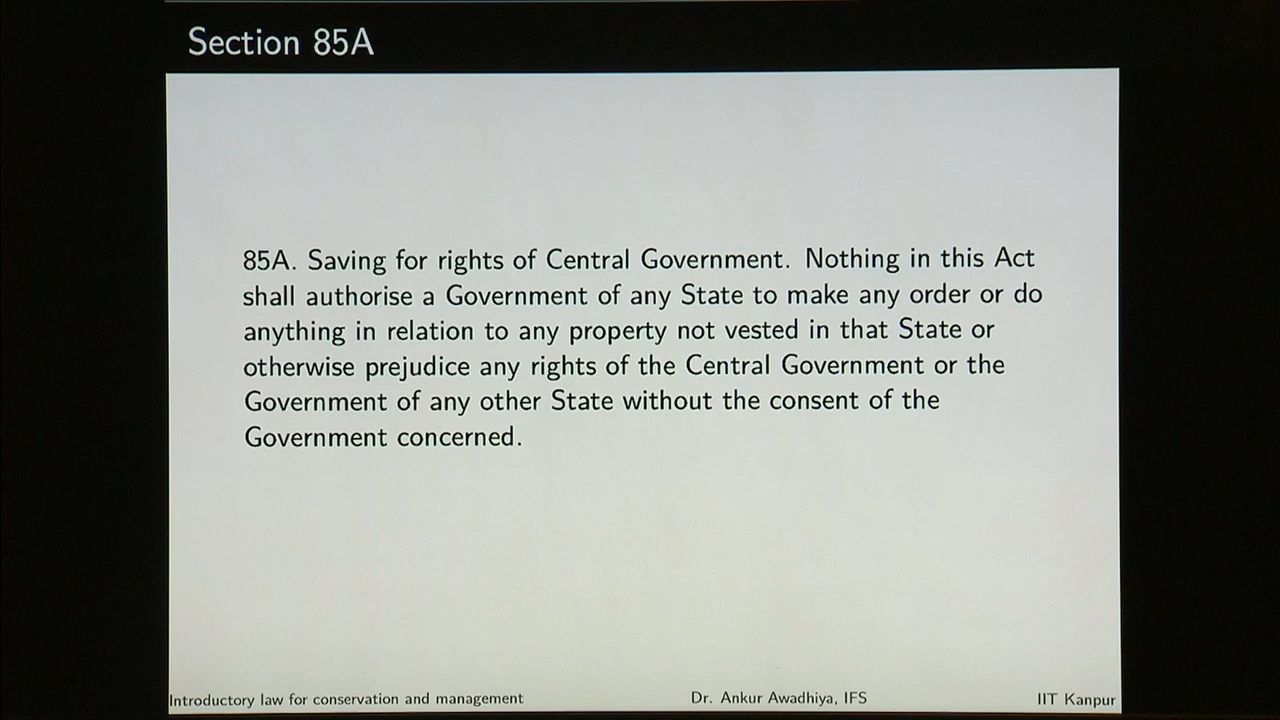 Section 85A
85A. Saving for rights of Central Government. Nothing in this Act
shall authorise a Government of any State to make any order or do
anything in relation to any property not vested in that State or
otherwise prejudice any rights of the Central Government or the
Government of any other State without the consent of the
Government concerned.
Introductory law for conservation and management Dr. Ankur Awadhiya, IFS IIT Kanpur